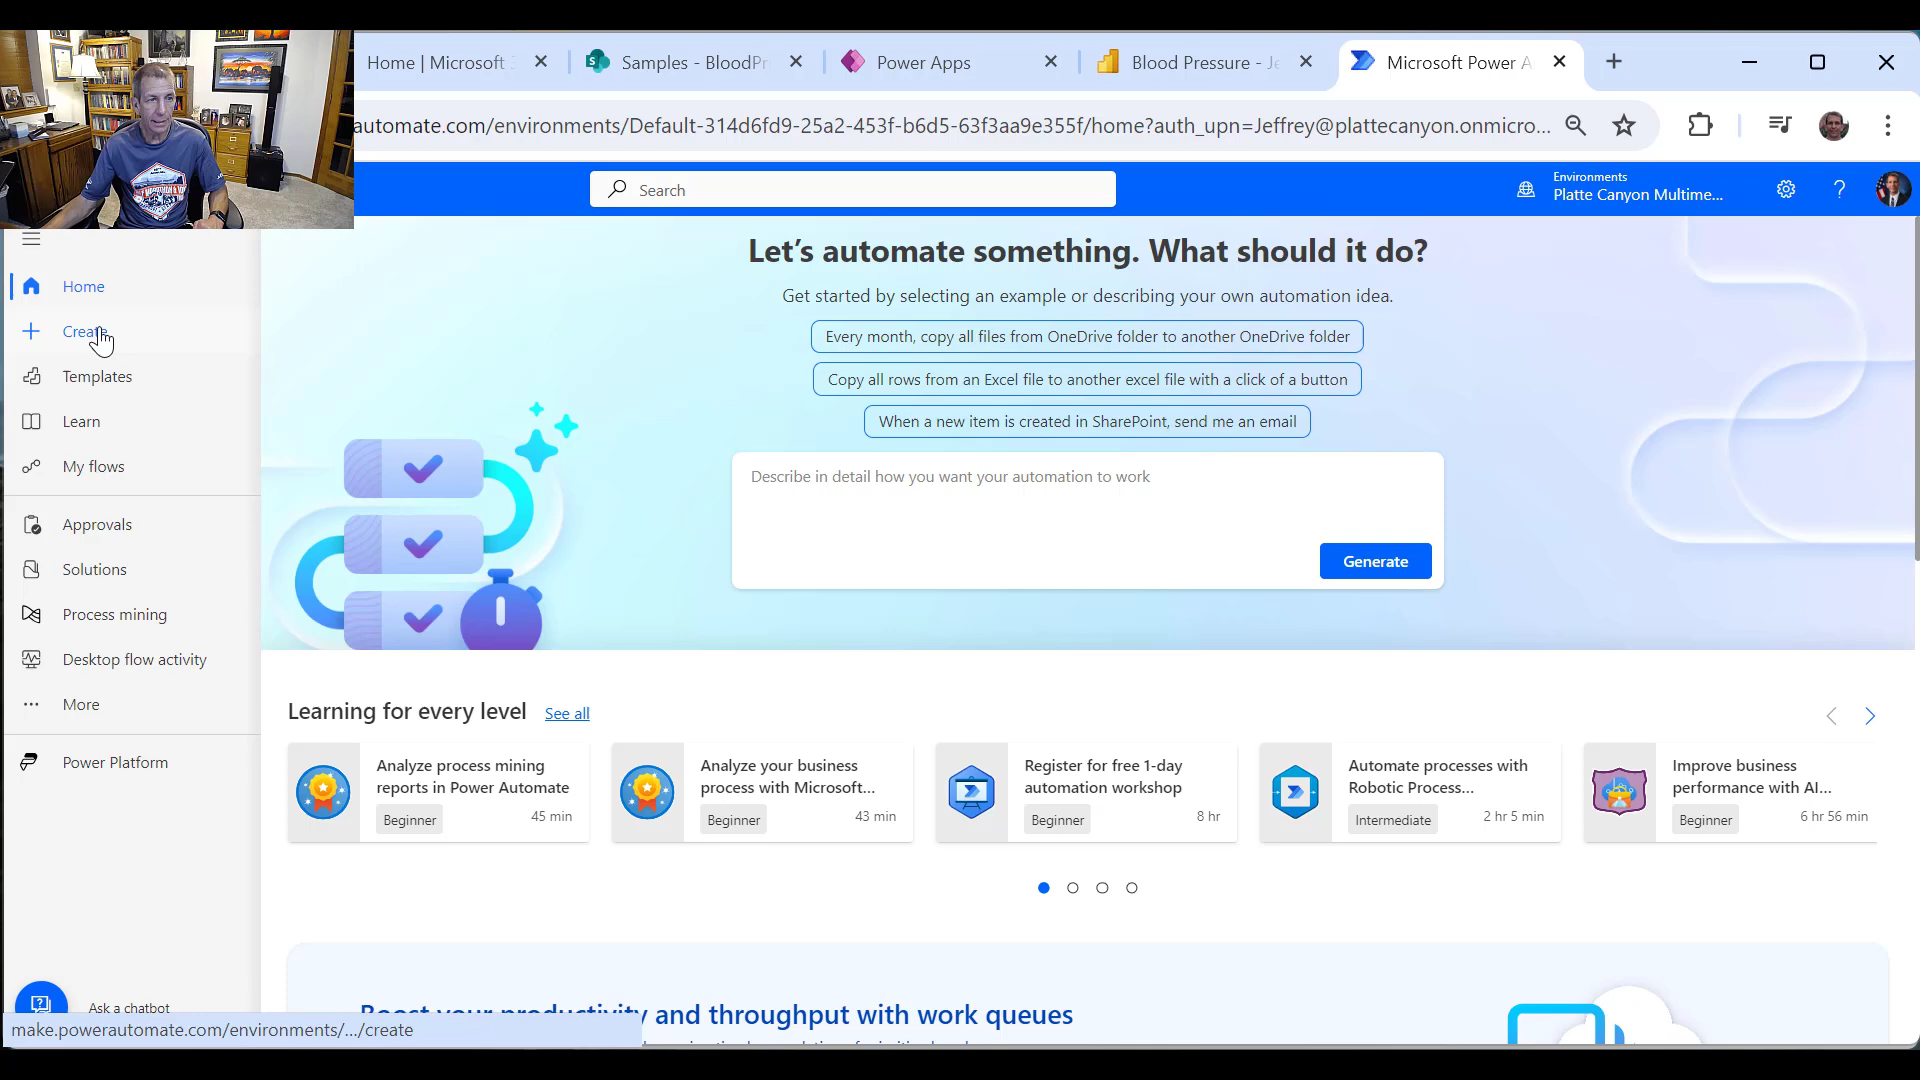 Home | Microsoft
Samples - BloodPr
Power Apps
Blood Pressure - Je
Microsoft Power A
automate.com/environments/Default-314d6fd9-25a2-453f-b6d5-63f3aa9e355f/home?auth_upn=Jeffrey@plattecanyon.onmicro...
Search
Environments
Platte Canyon Multime...
Home
Create
Templates
Learn
My flows
Approvals
Solutions
Process mining
Desktop flow activity
More
Power Platform
Ask a chatbot
make.powerautomate.com/environments/.../create
Let's automate something. What should it do?
Get started by selecting an example or describing your own automation idea.
Every month, copy all files from OneDrive folder to another OneDrive folder
Copy all rows from an Excel file to another excel file with a click of a button
When a new item is created in SharePoint, send me an email
Describe in detail how you want your automation to work
Generate
Learning for every level
See all
Analyze process mining
reports in Power Automate
Beginner
45 min
Analyze your business
process with Microsoft...
Beginner
43 min
Register for free 1-day
automation workshop
Beginner
8 hr
Automate processes with
Robotic Process...
Intermediate
2 hr 5 min
Improve business
performance with AI...
Beginner
6 hr 56 min
Boost your productivity and throughput with work queues